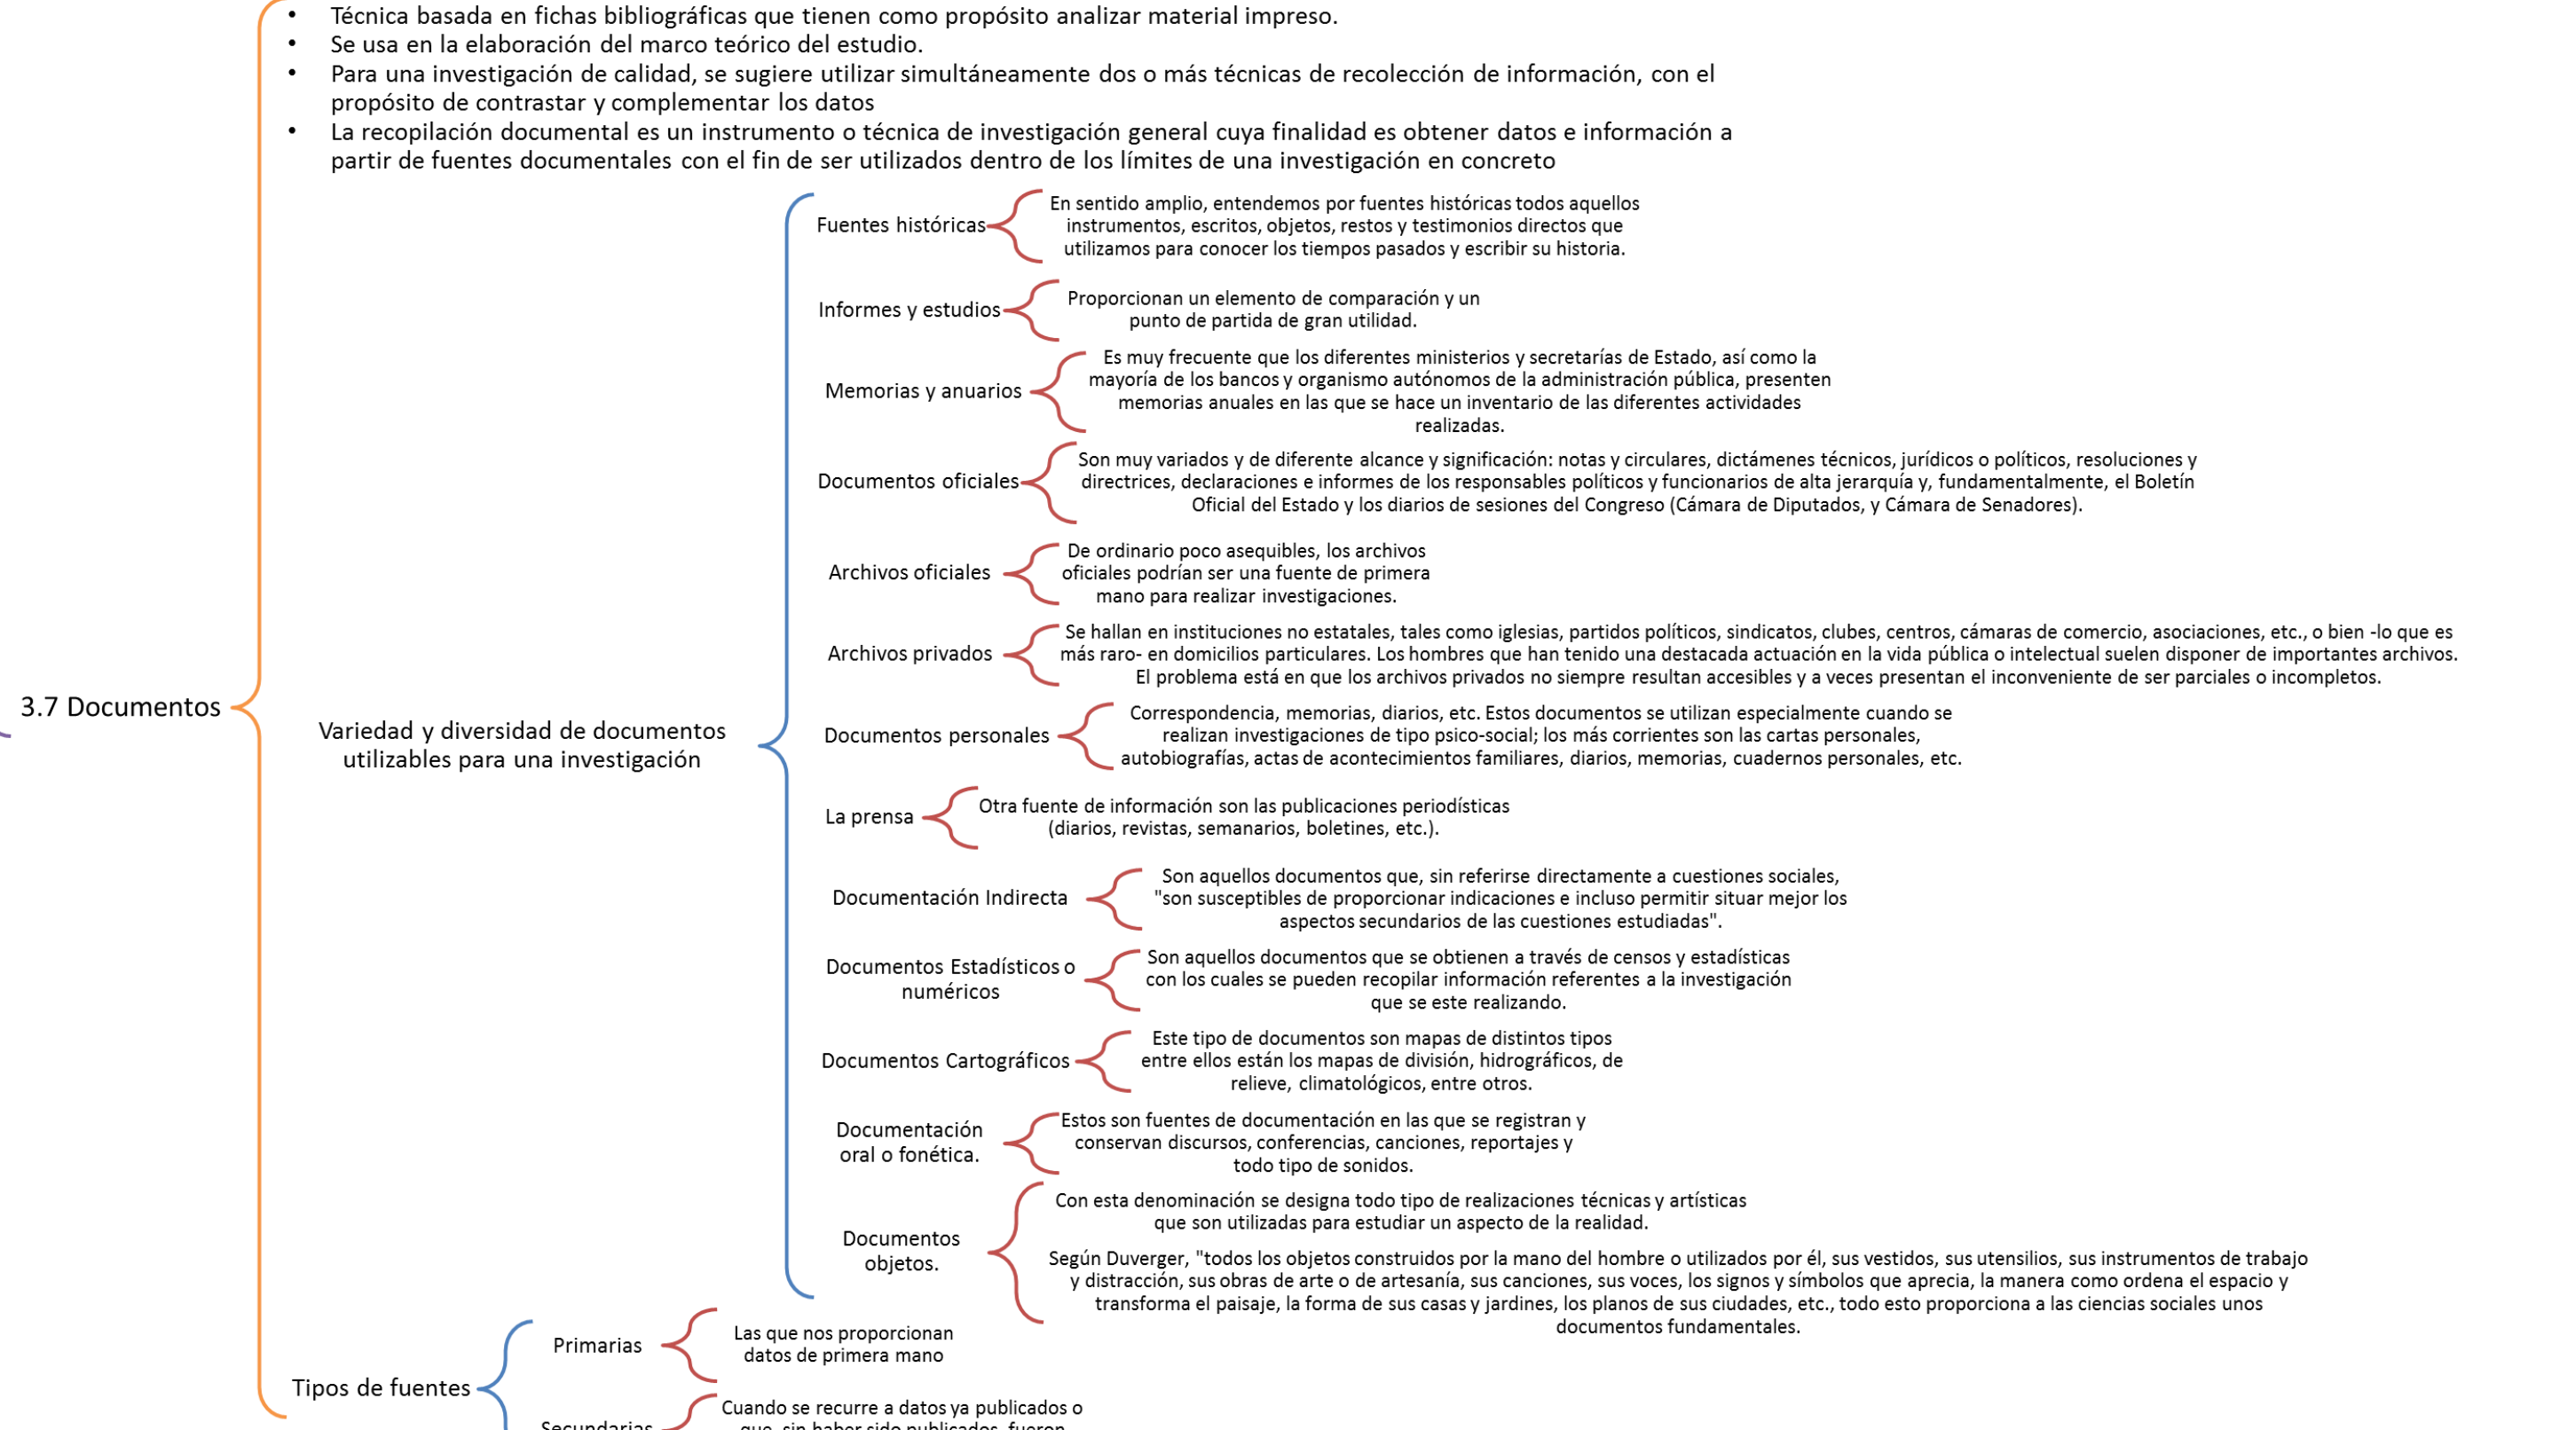 • Técnica basada en fichas bibliográficas que tienen como propósito analizar material impreso.
• Se usa en la elaboración del marco teórico del estudio.
• Para una investigación de calidad, se sugiere utilizar simultáneamente dos o más técnicas de recolección de información, con el
propósito de contrastar y complementar los datos
• La recopilación documental es un instrumento o técnica de investigación general cuya finalidad es obtener datos e información a
partir de fuentes documentales con el fin de ser utilizados dentro de los límites de una investigación en concreto
3.7 Documentos
Variedad y diversidad de documentos
utilizables para una investigación
Fuentes históricas
En sentido amplio, entendemos por fuentes históricas todos aquellos
instrumentos, escritos, objetos, restos y testimonios directos que
utilizamos para conocer los tiempos pasados y escribir su historia.
Informes y estudios
Proporcionan un elemento de comparación y un
punto de partida de gran utilidad.
Memorias y anuarios
Es muy frecuente que los diferentes ministerios y secretarías de Estado, así como la
mayoría de los bancos y organismo autónomos de la administración pública, presenten
memorias anuales en las que se hace un inventario de las diferentes actividades
realizadas.
Documentos oficiales
Son muy variados y de diferente alcance y significación: notas y circulares, dictámenes técnicos, jurídicos o políticos, resoluciones y
directrices, declaraciones e informes de los responsables políticos y funcionarios de alta jerarquía y, fundamentalmente, el Boletín
Oficial del Estado y los diarios de sesiones del Congreso (Cámara de Diputados, y Cámara de Senadores).
Archivos oficiales
De ordinario poco asequibles, los archivos
oficiales podrían ser una fuente de primera
mano para realizar investigaciones.
Archivos privados
Se hallan en instituciones no estatales, tales como iglesias, partidos políticos, sindicatos, clubes, centros, cámaras de comercio, asociaciones, etc., o bien -lo que es
más raro- en domicilios particulares. Los hombres que han tenido una destacada actuación en la vida pública o intelectual suelen disponer de importantes archivos.
El problema está en que los archivos privados no siempre resultan accesibles y a veces presentan el inconveniente de ser parciales o incompletos.
Documentos personales
Correspondencia, memorias, diarios, etc. Estos documentos se utilizan especialmente cuando se
realizan investigaciones de tipo psico-social; los más corrientes son las cartas personales,
autobiografías, actas de acontecimientos familiares, diarios, memorias, cuadernos personales, etc.
La prensa
Otra fuente de información son las publicaciones periodísticas
(diarios, revistas, semanarios, boletines, etc.).
Documentación Indirecta
Son aquellos documentos que, sin referirse directamente a cuestiones sociales,
"son susceptibles de proporcionar indicaciones e incluso permitir situar mejor los
aspectos secundarios de las cuestiones estudiadas".
Documentos Estadísticos o
numéricos
Son aquellos documentos que se obtienen a través de censos y estadísticas
con los cuales se pueden recopilar información referentes a la investigación
que se este realizando.
Documentos Cartográficos
Este tipo de documentos son mapas de distintos tipos
entre ellos están los mapas de división, hidrográficos, de
relieve, climatológicos, entre otros.
Documentación
oral o fonética.
Estos son fuentes de documentación en las que se registran y
conservan discursos, conferencias, canciones, reportajes y
todo tipo de sonidos.
Documentos
objetos.
Con esta denominación se designa todo tipo de realizaciones técnicas y artísticas
que son utilizadas para estudiar un aspecto de la realidad.
Según Duverger, "todos los objetos construidos por la mano del hombre o utilizados por él, sus vestidos, sus utensilios, sus instrumentos de trabajo
y distracción, sus obras de arte o de artesanía, sus canciones, sus voces, los signos y símbolos que aprecia, la manera como ordena el espacio y
transforma el paisaje, la forma de sus casas y jardines, los planos de sus ciudades, etc., todo esto proporciona a las ciencias sociales unos
documentos fundamentales.
Tipos de fuentes
Primarias
Las que nos proporcionan
datos de primera mano
Secundarias
Cuando se recurre a datos ya publicados o
que, sin haber sido publicados, fueron